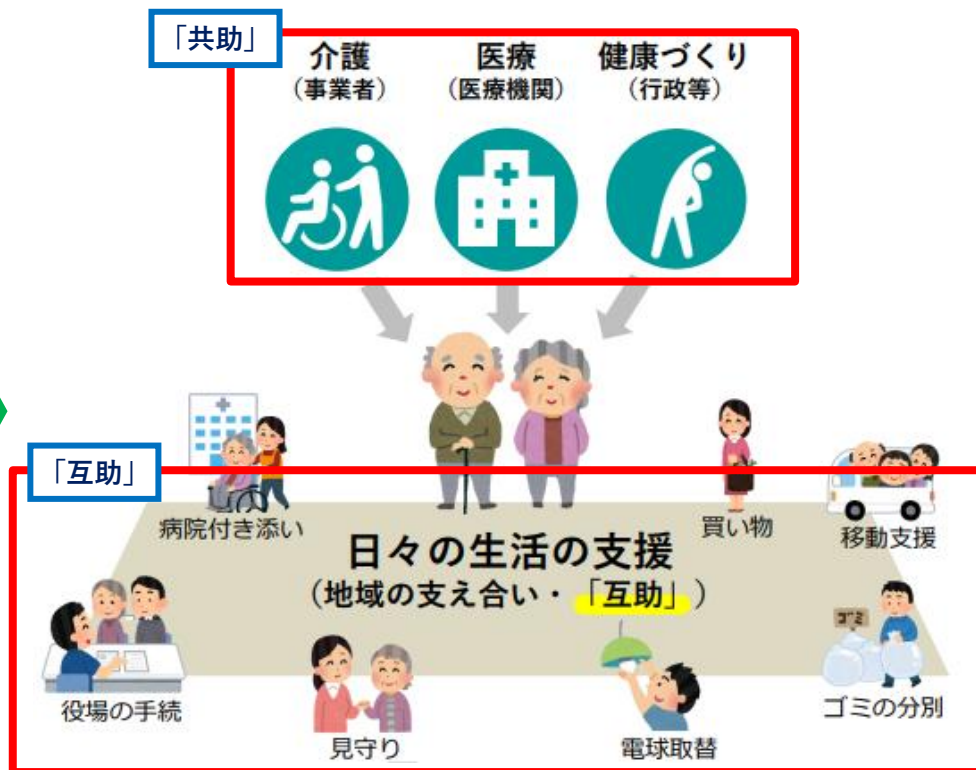 「共助」
介護
（事業者）
医療
（医療機関）
健康づくり
（行政等）
「互助」
病院付き添い
買い物
移動支援
日々の生活の支援
（地域の支え合い・「互助」）
役場の手続
見守り
電球取替
ゴミ
ゴミの分別